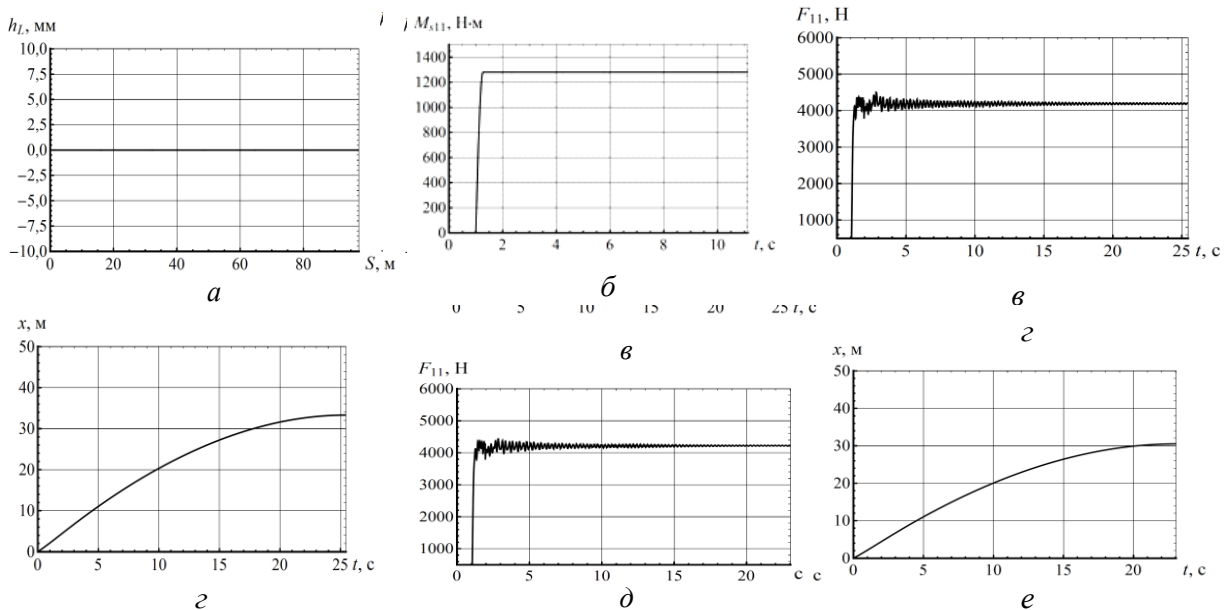 h_L, мм
10,0
7,5
5,0
2,5
0,0
−2,5
−5,0
−7,5
−10,0
0 20 40 60 80 S, м
а
M_s11, Н·м
1400
1200
1000
800
600
400
200
0
0 2 4 6 8 10 t, с
б
F_11, Н
6000
5000
4000
3000
2000
1000
0 5 10 15 20 25 t, с
в
0 5 10 15 20 25 t, с
в
г
x, м
50
40
30
20
10
0
0 5 10 15 20 25 t, с
г
F_11, Н
6000
5000
4000
3000
2000
1000
0 5 10 15 20 с с
д
x, м
50
40
30
20
10
0
0 5 10 15 20 t, с
е